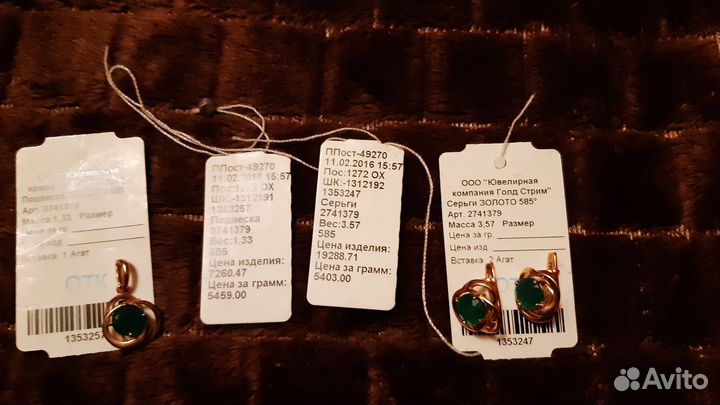 Подвеска
Арт. 2741379
Масса 1,33 Размер
Цена за гр.
Цена изд
Вставка 1 Агат
ОТК
135325
ППост-49270
11.02.2016 15:57
Пос:1272 ОХ
ШК:-1312191
1353257
Подвеска
2741379
Вес:1.33
585
Цена изделия:
7260.47
Цена за грамм:
5459.00
ППост-49270
11.02.2016 15:57
Пос:1272 ОХ
ШК:-1312192
1353247
Серьги
2741379
Вес:3.57
585
Цена изделия:
19288.71
Цена за грамм:
5403.00
ООО "Ювелирная
компания Голд Стрим"
Серьги ЗОЛОТО 585°
Арт. 2741379
Масса 3,57 Размер
Цена за гр.
Цена изд
Вставка 2 Агат
1353247
Avito